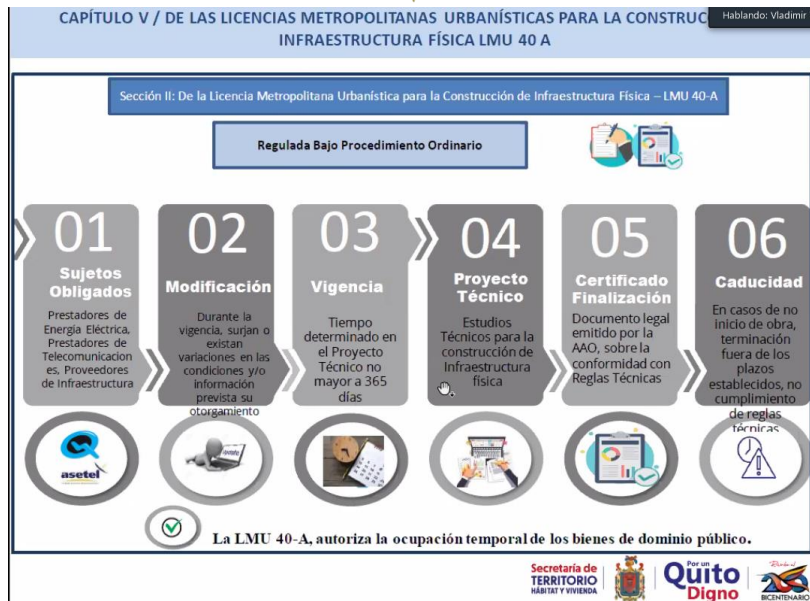 CAPÍTULO V / DE LAS LICENCIAS METROPOLITANAS URBANÍSTICAS PARA LA CONSTRUC
Hablando: Vladimir
INFRAESTRUCTURA FÍSICA LMU 40 A
Sección II: De la Licencia Metropolitana Urbanística para la Construcción de Infraestructura Física – LMU 40-A
Regulada Bajo Procedimiento Ordinario
01
Sujetos
Obligados
Prestadores de
Energía Eléctrica,
Prestadores de
Telecomunicacion
es, Proveedores
de Infraestructura
02
Modificación
Durante la
vigencia, surjan o
existan
variaciones en las
condiciones y/o
información
prevista su
otorgamiento
03
Vigencia
Tiempo
determinado en
el Proyecto
Técnico no
mayor a 365
días
04
Proyecto
Técnico
Estudios
Técnicos para la
construcción de
Infraestructura
física
05
Certificado
Finalización
Documento legal
emitido por la
AAO, sobre la
conformidad con
Reglas Técnicas
06
Caducidad
En casos de no
inicio de obra,
terminación
fuera de los
plazos
establecidos, no
cumplimiento
de reglas
técnicas
asetel
La LMU 40-A, autoriza la ocupación temporal de los bienes de dominio público.
Secretaría de
TERRITORIO
HÁBITAT Y VIVIENDA
Por un
Quito
Digno
Rumbo al
BICENTENARIO